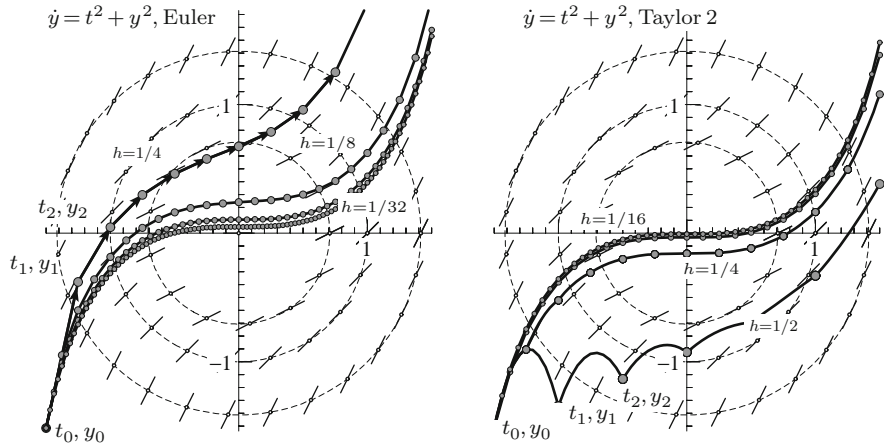 ẏ = t² + y², Euler
1
h=1/4
h=1/8
t₂, y₂
h=1/32
t₁, y₁
1
−1
t₀, y₀
ẏ = t² + y², Taylor 2
1
h=1/16
1
h=1/4
h=1/2
−1
t₂, y₂
t₁, y₁
t₀, y₀